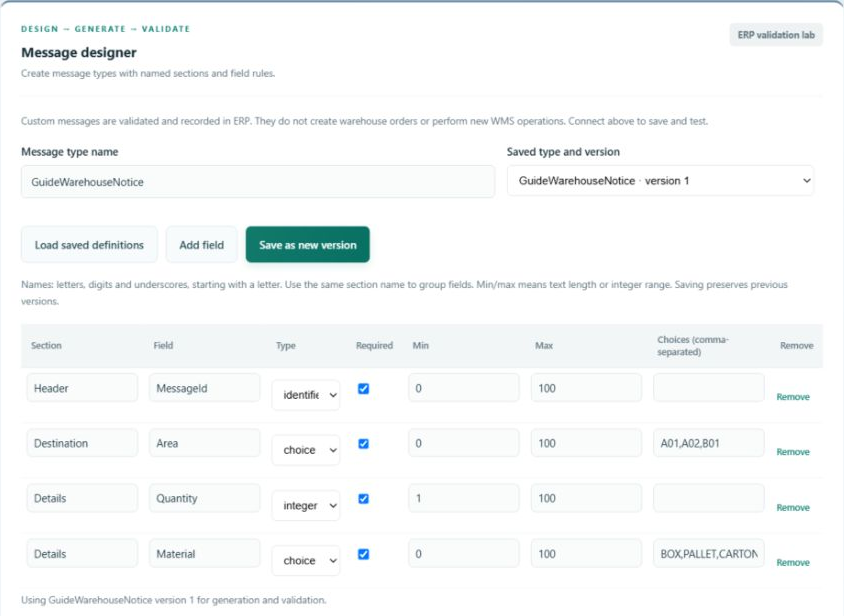 DESIGN → GENERATE → VALIDATE
ERP validation lab
Message designer
Create message types with named sections and field rules.
Custom messages are validated and recorded in ERP. They do not create warehouse orders or perform new WMS operations. Connect above to save and test.
Message type name
Saved type and version
GuideWarehouseNotice
GuideWarehouseNotice · version 1
Load saved definitions
Add field
Save as new version
Names: letters, digits and underscores, starting with a letter. Use the same section name to group fields. Min/max means text length or integer range. Saving preserves previous
versions.
Section Field Type Required Min Max Choices (comma-
separated) Remove
Header MessageId identifie 0 100 Remove
Destination Area choice 0 100 A01,A02,B01 Remove
Details Quantity integer 1 100 Remove
Details Material choice 0 100 BOX,PALLET,CARTON Remove
Using GuideWarehouseNotice version 1 for generation and validation.